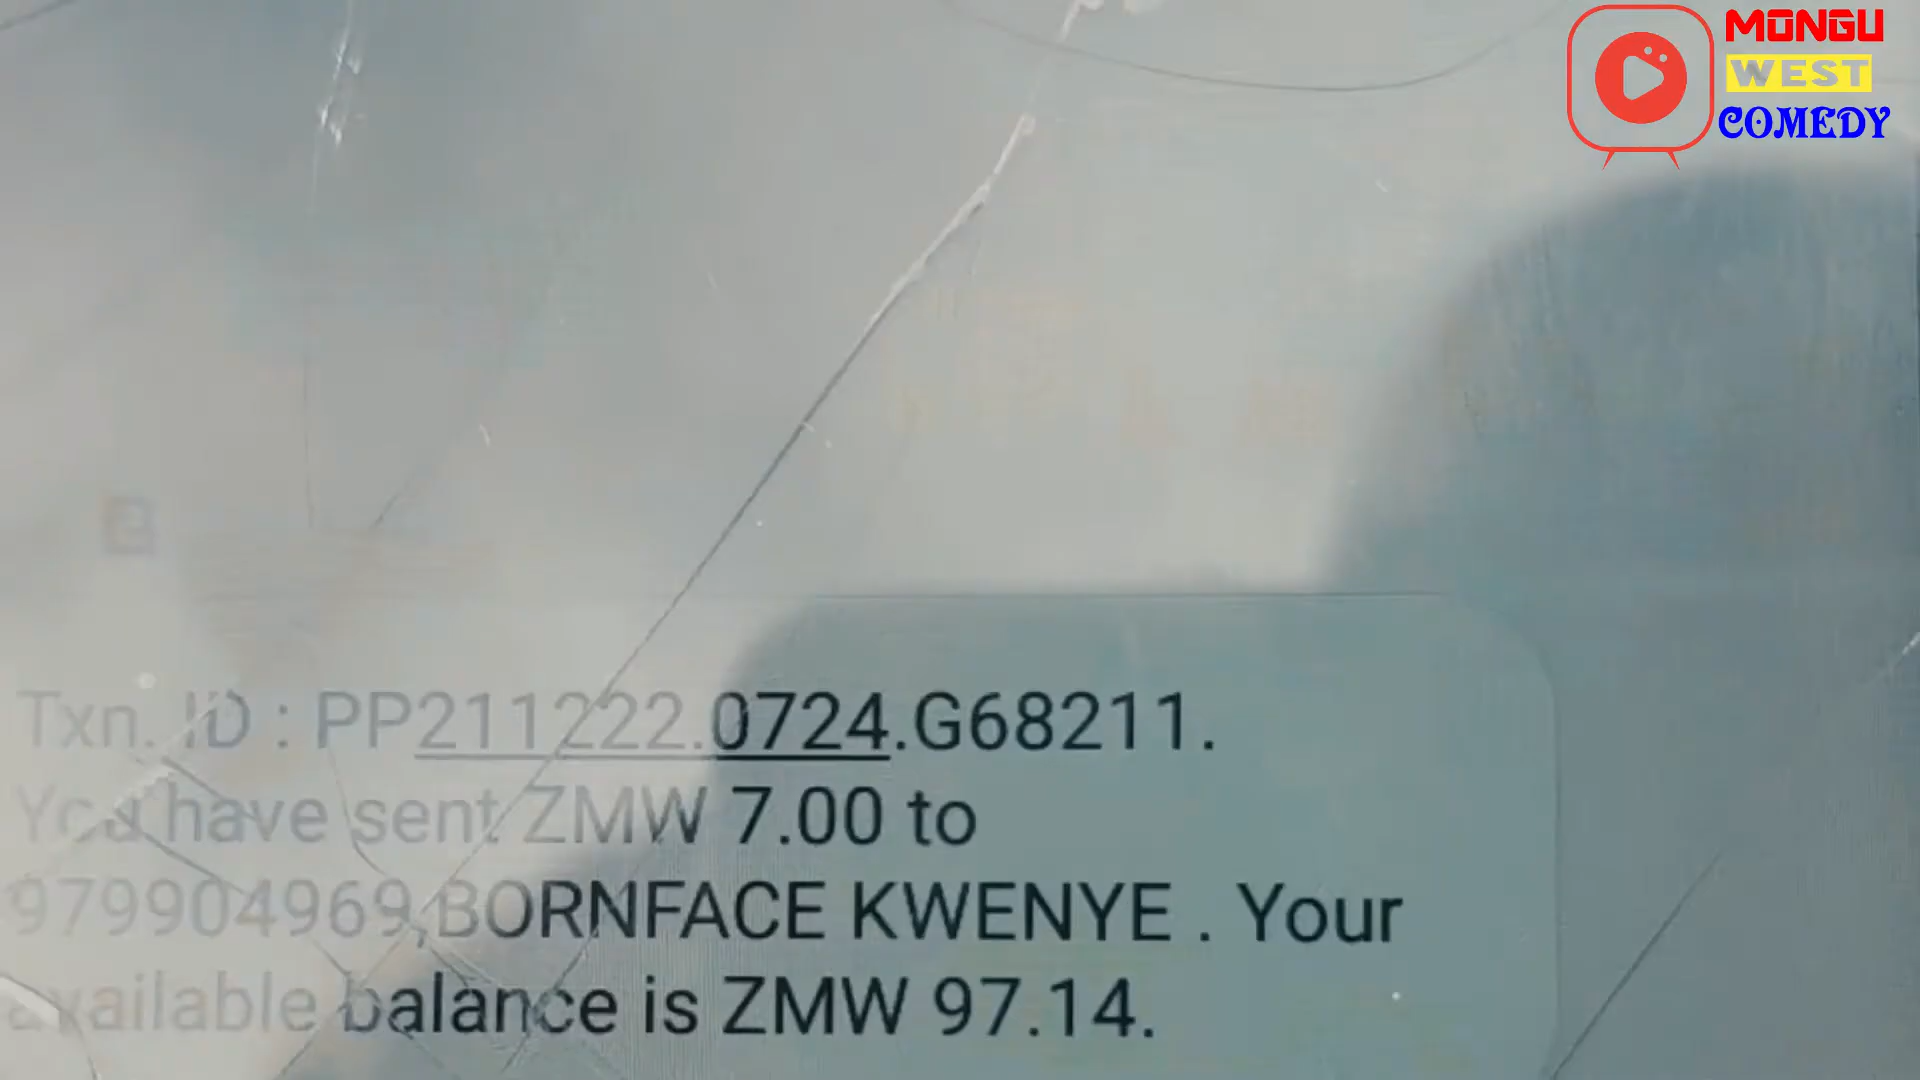 MONGU
WEST
COMEDY
Txn. ID : PP211222.0724.G68211.
You have sent ZMW 7.00 to
979904969,BORNFACE KWENYE . Your
available balance is ZMW 97.14.